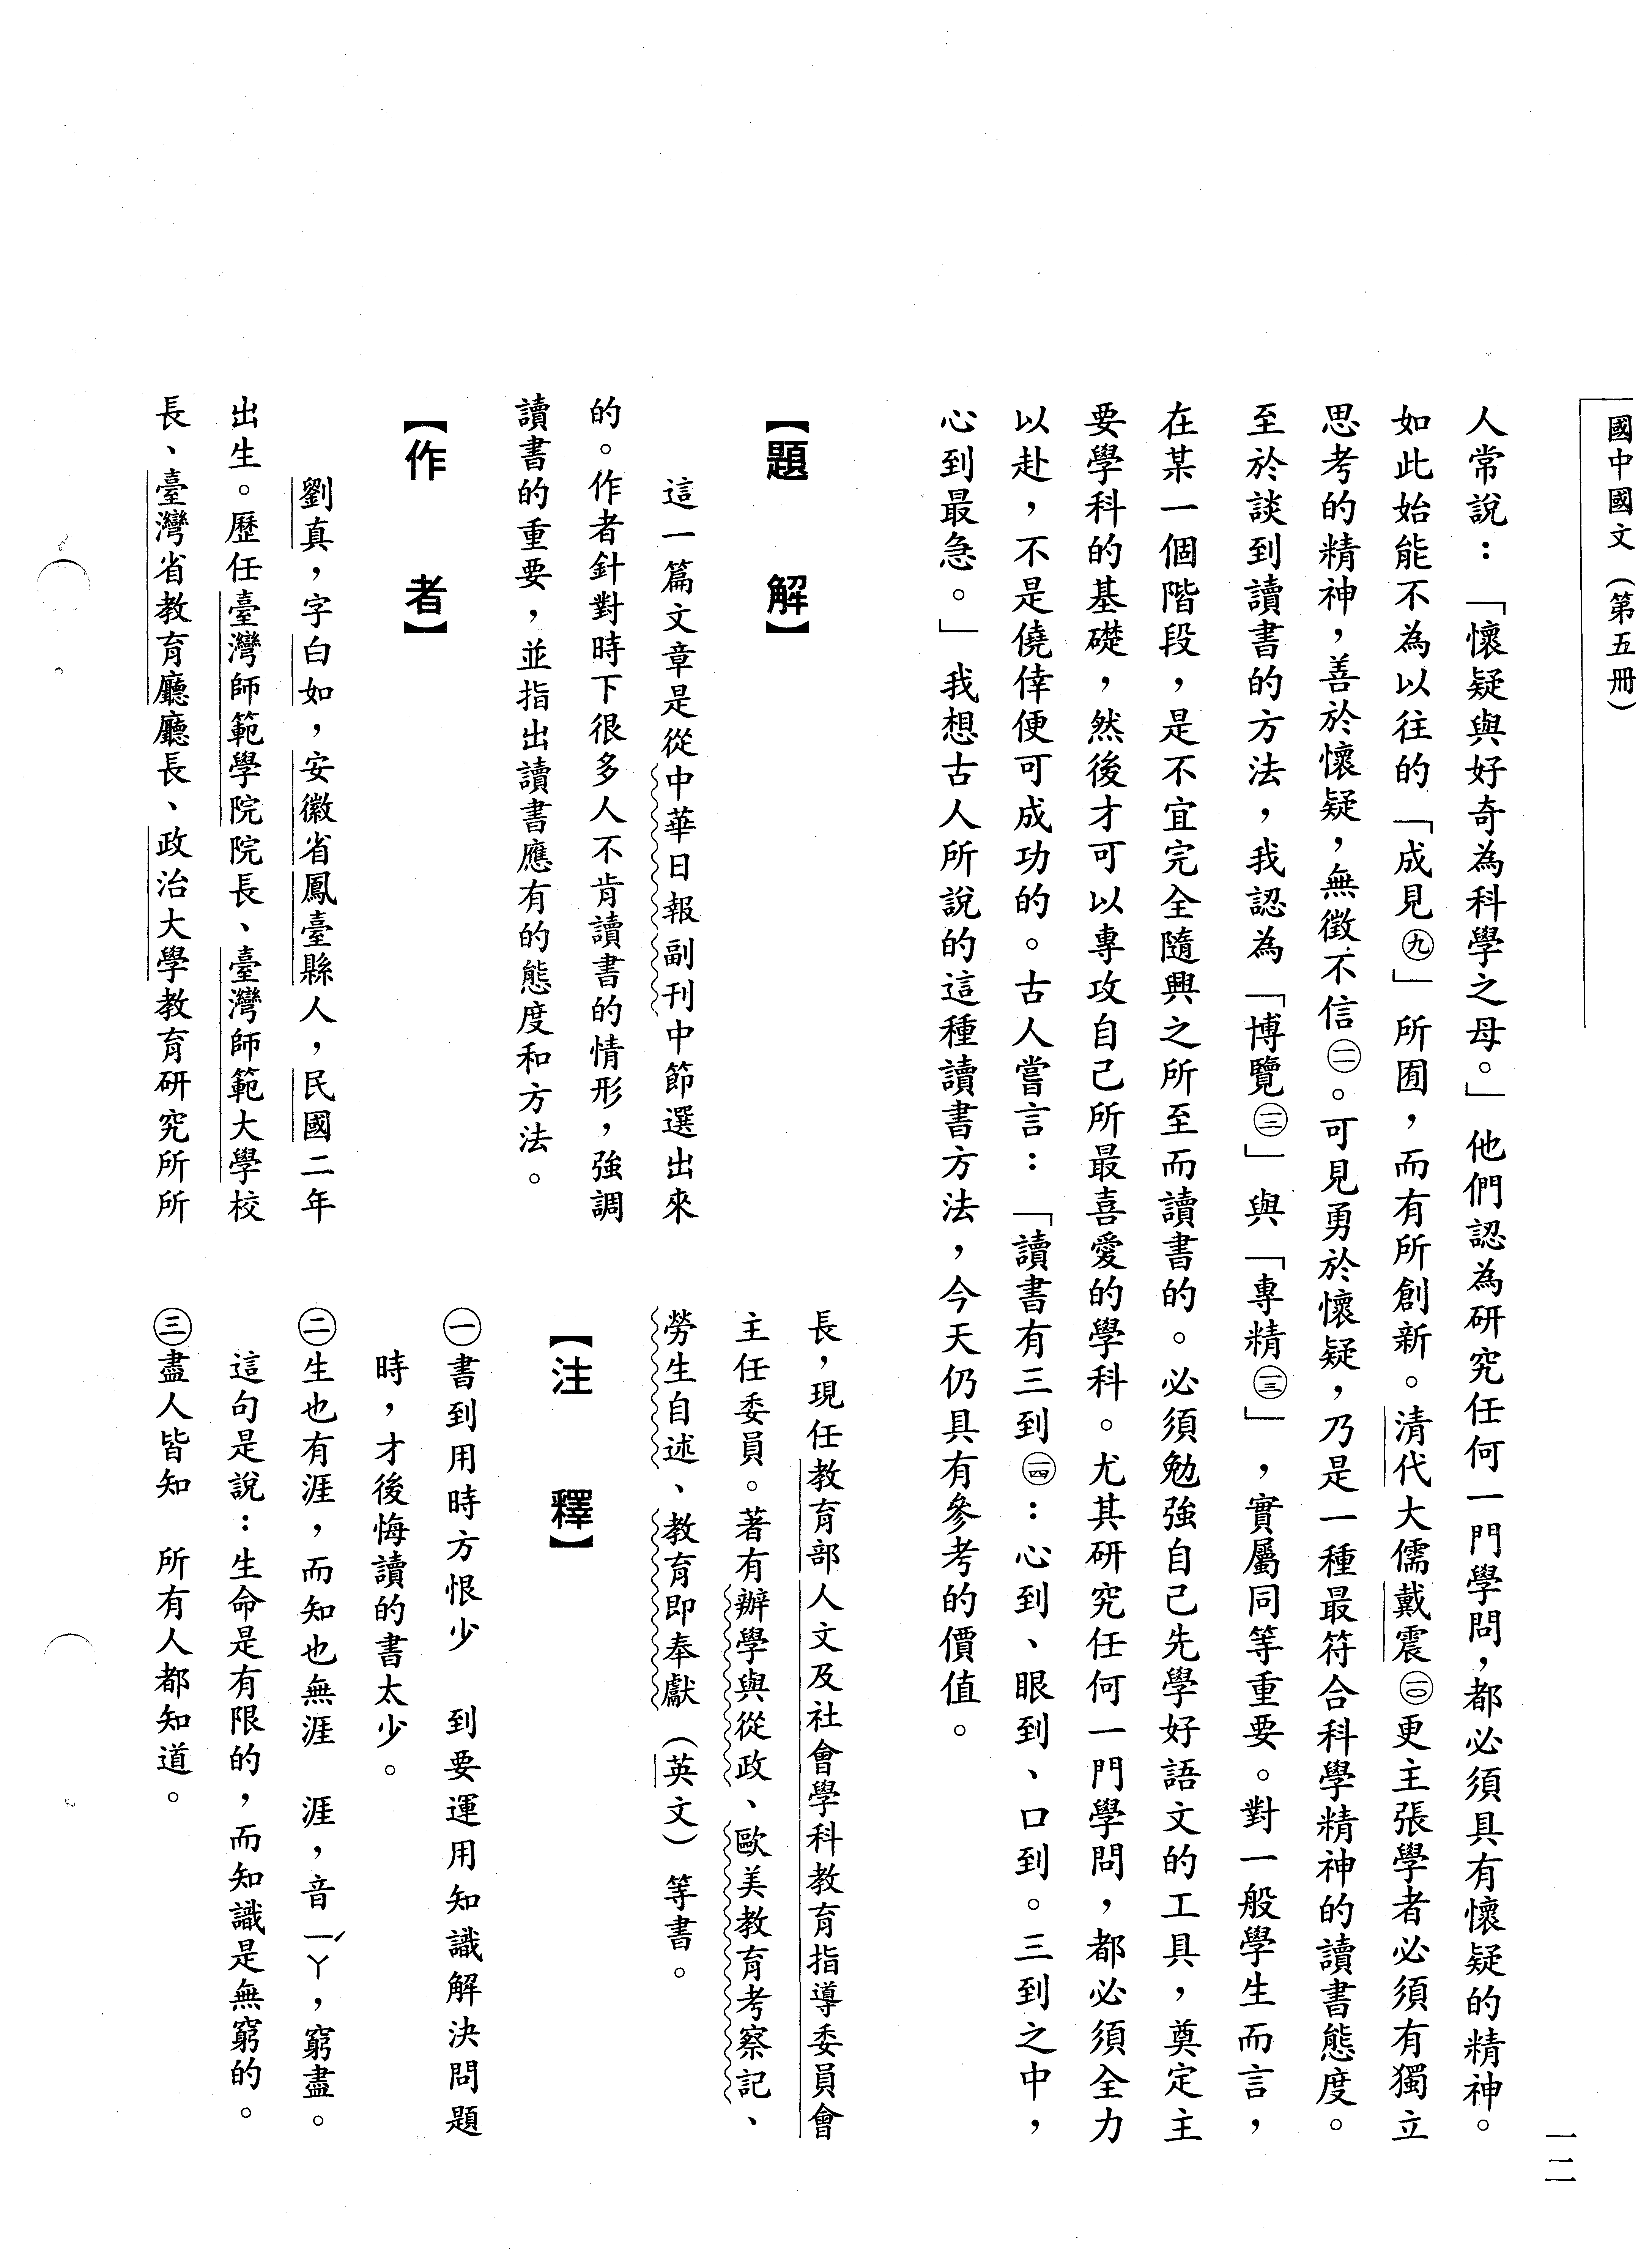 國中國文（第五冊）
一二
人常說：「懷疑與好奇為科學之母。」他們認為研究任何一門學問，都必須具有懷疑的精神。
如此始能不為以往的「成見㊈」所囿，而有所創新。清代大儒戴震㊉更主張學者必須有獨立
思考的精神，善於懷疑，無徵不信⑪。可見勇於懷疑，乃是一種最符合科學精神的讀書態度。
至於談到讀書的方法，我認為「博覽⑫」與「專精⑬」，實屬同等重要。對一般學生而言，
在某一個階段，是不宜完全隨興之所至而讀書的。必須勉強自己先學好語文的工具，奠定主
要學科的基礎，然後才可以專攻自己所最喜愛的學科。尤其研究任何一門學問，都必須全力
以赴，不是僥倖便可成功的。古人嘗言：「讀書有三到⑭：心到、眼到、口到。三到之中，
心到最急。」我想古人所說的這種讀書方法，今天仍具有參考的價值。
【題解】
這一篇文章是從中華日報副刊中節選出來
的。作者針對時下很多人不肯讀書的情形，強調
讀書的重要，並指出讀書應有的態度和方法。
【作者】
劉真，字白如，安徽省鳳臺縣人，民國二年
出生。歷任臺灣師範學院院長、臺灣師範大學校
長、臺灣省教育廳廳長、政治大學教育研究所所
長，現任教育部人文及社會學科教育指導委員會
主任委員。著有辦學與從政、歐美教育考察記、
勞生自述、教育即奉獻（英文）等書。
【注釋】
㊀書到用時方恨少　到要運用知識解決問題
時，才後悔讀的書太少。
㊁生也有涯，而知也無涯　涯，音ㄧㄚˊ，窮盡。
這句是說：生命是有限的，而知識是無窮的。
㊂盡人皆知　所有人都知道。